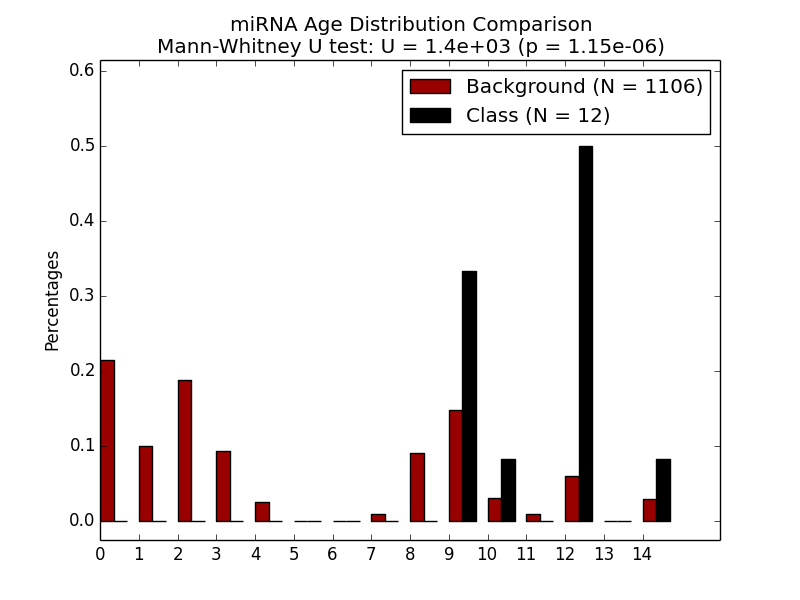 miRNA Age Distribution Comparison
Mann-Whitney U test: U = 1.4e+03 (p = 1.15e-06)
Background (N = 1106)
Class (N = 12)
Percentages
0.6
0.5
0.4
0.3
0.2
0.1
0.0
0 1 2 3 4 5 6 7 8 9 10 11 12 13 14